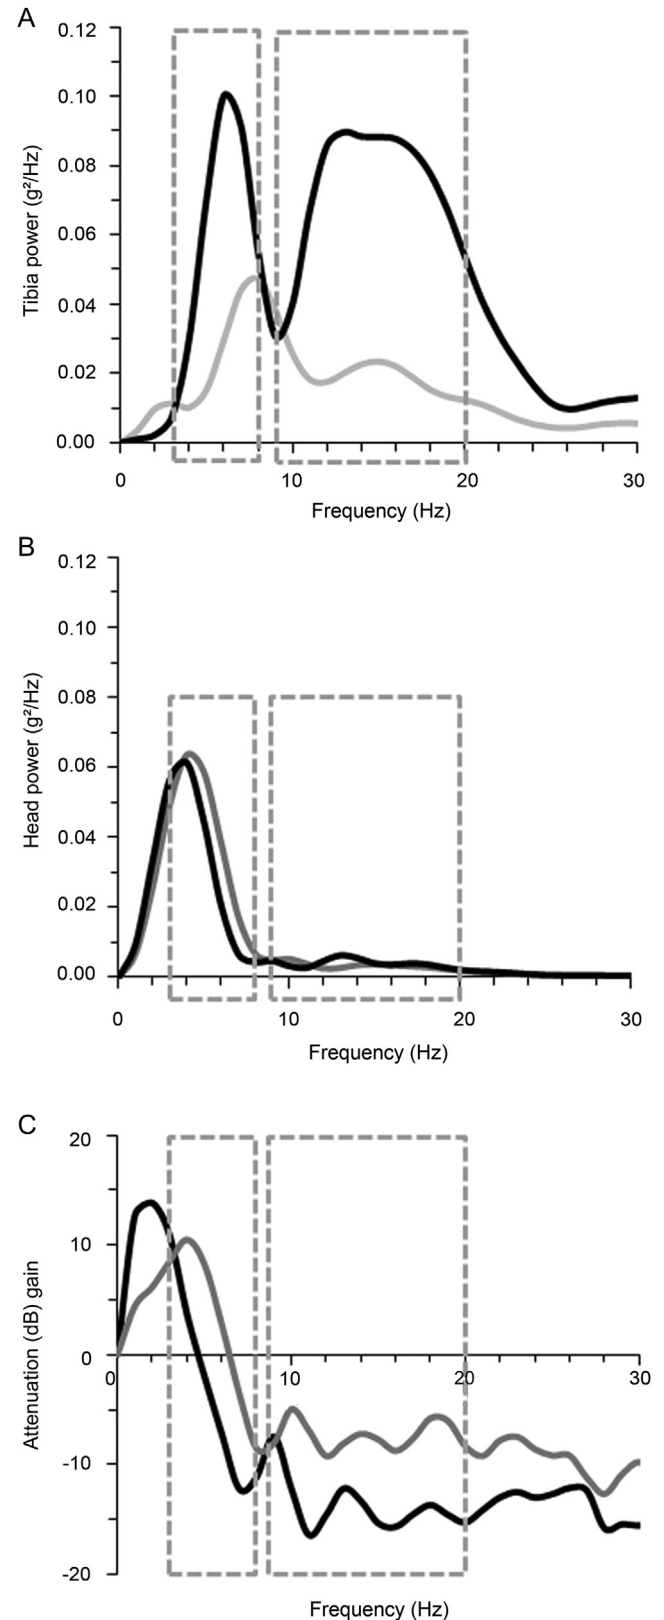 A
0.12
0.10
0.08
0.06
0.04
0.02
0.00
Tibia power (g²/Hz)
0 10 20 30
Frequency (Hz)
B
0.12
0.10
0.08
0.06
0.04
0.02
0.00
Head power (g²/Hz)
0 10 20 30
Frequency (Hz)
C
20
10
0
-10
-20
Attenuation (dB) gain
0 10 20 30
Frequency (Hz)